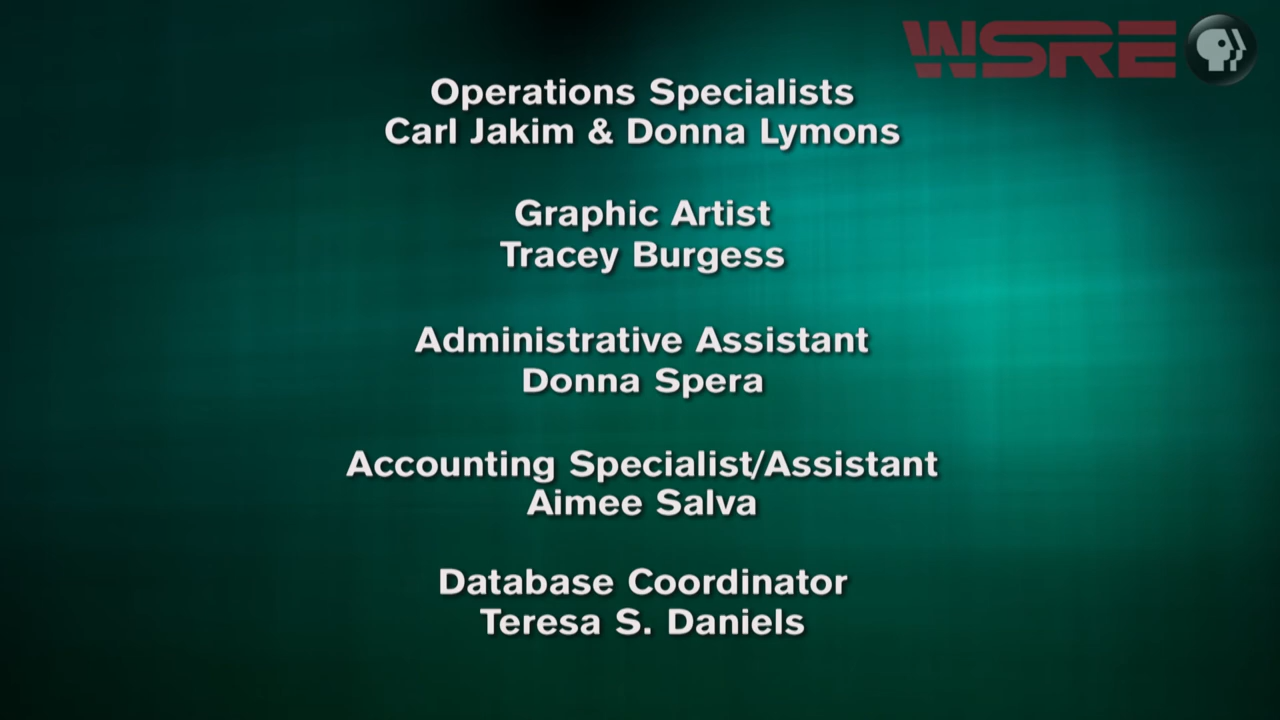 WSRE
Operations Specialists
Carl Jakim & Donna Lymons
Graphic Artist
Tracey Burgess
Administrative Assistant
Donna Spera
Accounting Specialist/Assistant
Aimee Salva
Database Coordinator
Teresa S. Daniels